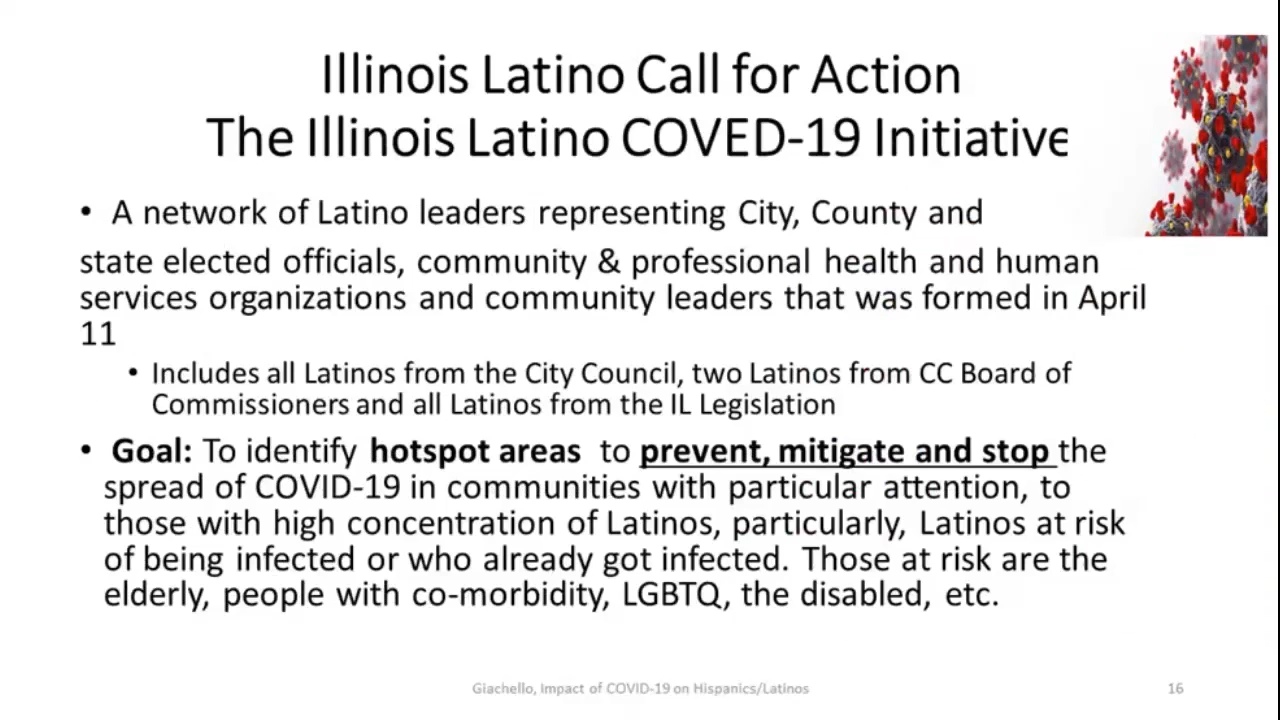 Illinois Latino Call for Action
The Illinois Latino COVED-19 Initiative
• A network of Latino leaders representing City, County and
state elected officials, community & professional health and human
services organizations and community leaders that was formed in April
11
• Includes all Latinos from the City Council, two Latinos from CC Board of
Commissioners and all Latinos from the IL Legislation
• Goal: To identify hotspot areas to prevent, mitigate and stop the
spread of COVID-19 in communities with particular attention, to
those with high concentration of Latinos, particularly, Latinos at risk
of being infected or who already got infected. Those at risk are the
elderly, people with co-morbidity, LGBTQ, the disabled, etc.
Giachello, Impact of COVID-19 on Hispanics/Latinos
16